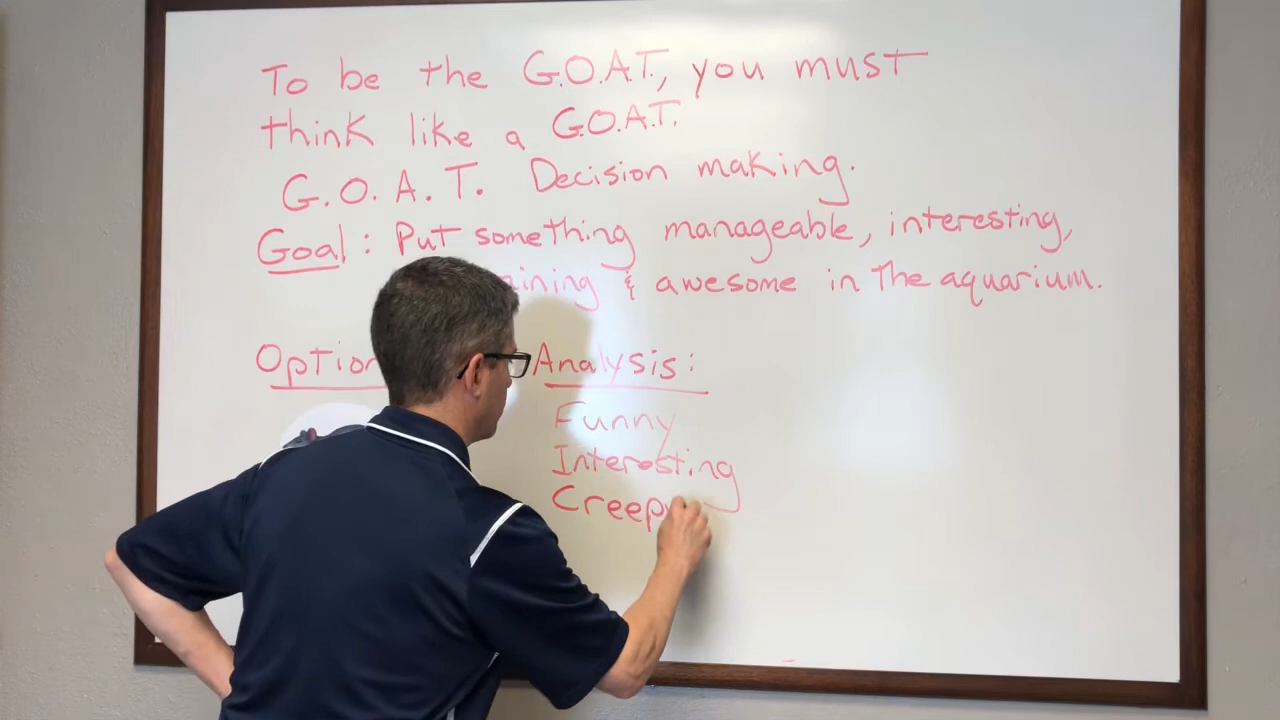 To be the G.O.A.T., you must
think like a G.O.A.T.
G.O.A.T. Decision making.
Goal: Put something manageable, interesting,
& awesome in the aquarium.
Analysis:
Funny
Interesting
Creepy